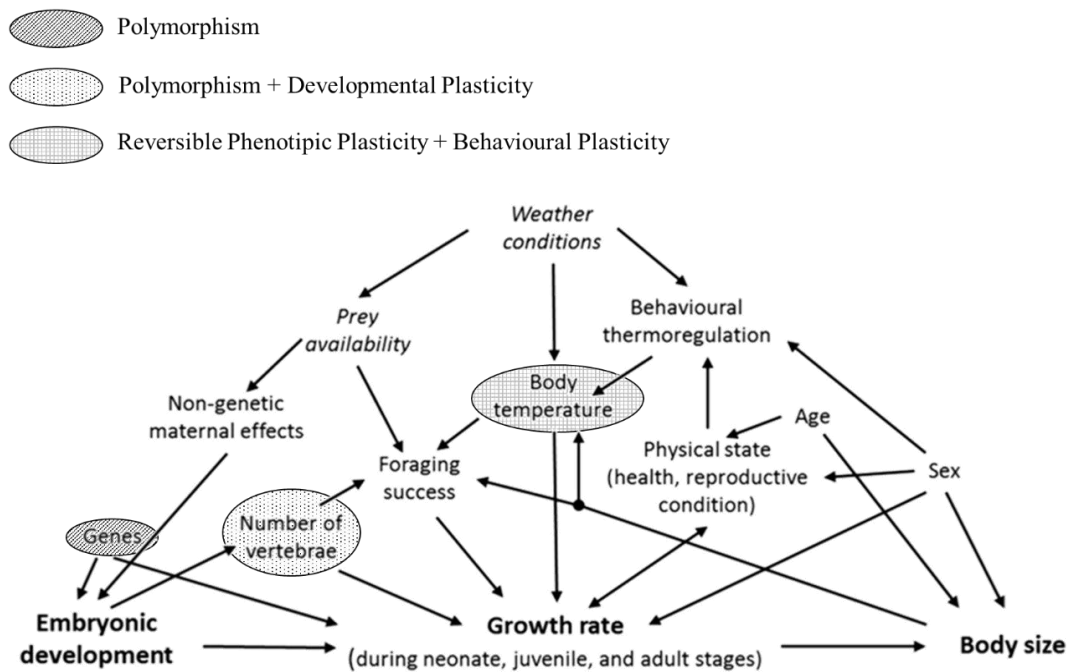 Polymorphism
Polymorphism + Developmental Plasticity
Reversible Phenotipic Plasticity + Behavioural Plasticity
Weather
conditions
Prey
availability
Behavioural
thermoregulation
Body
temperature
Non-genetic
maternal effects
Age
Foraging
success
Physical state
(health, reproductive
condition)
Sex
Genes
Number of
vertebrae
Embryonic
development
Growth rate
(during neonate, juvenile, and adult stages)
Body size